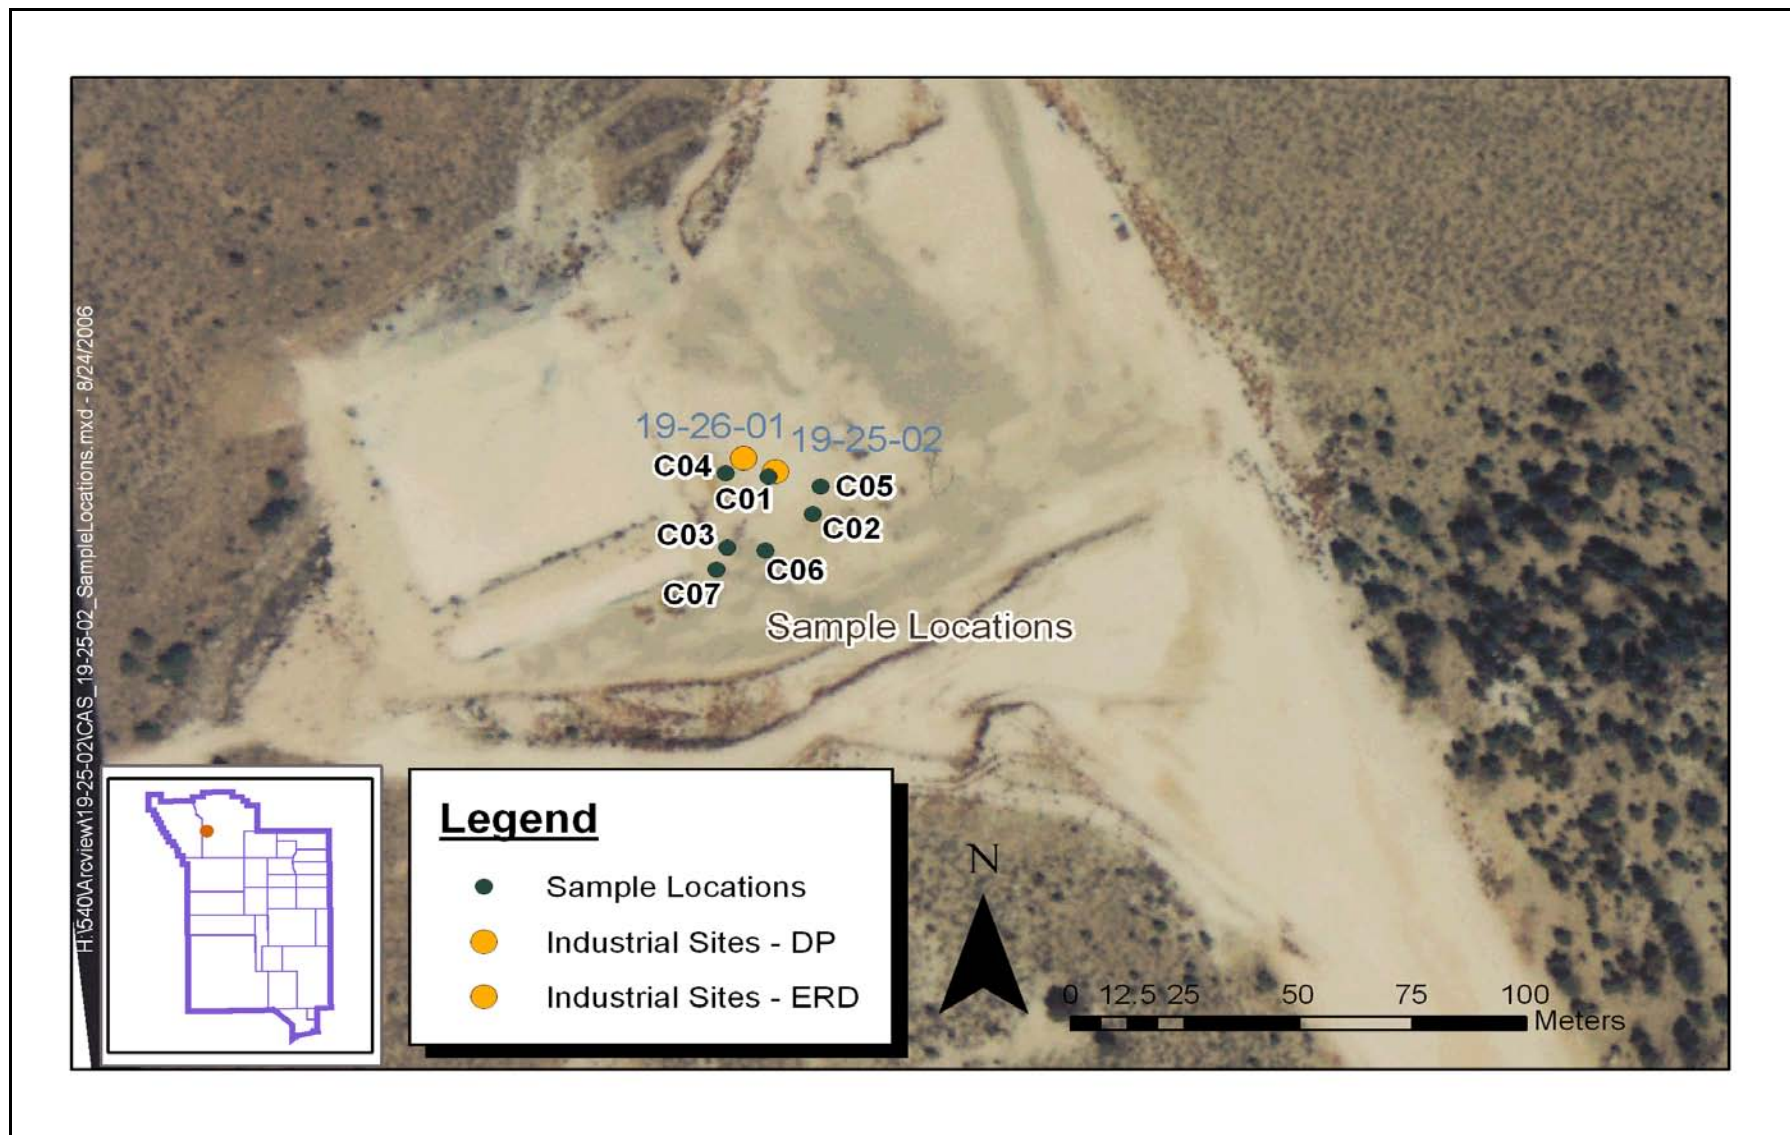 H:\540\Arcview\19-25-02\CAS_19-25-02_SampleLocations.mxd - 8/24/2006
19-26-01
19-25-02
C04
C01
C05
C02
C03
C06
C07
Sample Locations
Legend
Sample Locations
Industrial Sites - DP
Industrial Sites - ERD
N
0 12.5 25 50 75 100
Meters